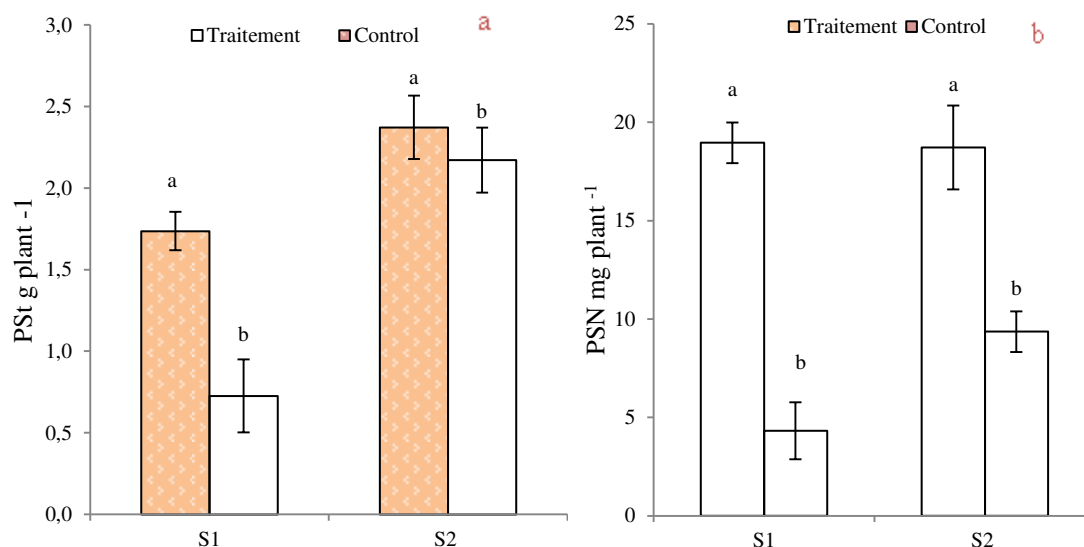 Traitement Control a
3,0
2,5
2,0
1,5
1,0
0,5
0,0
PSt g plant -1
a
b
a
b
S1 S2
Traitement Control b
25
20
15
10
5
0
PSN mg plant -1
a
b
a
b
S1 S2